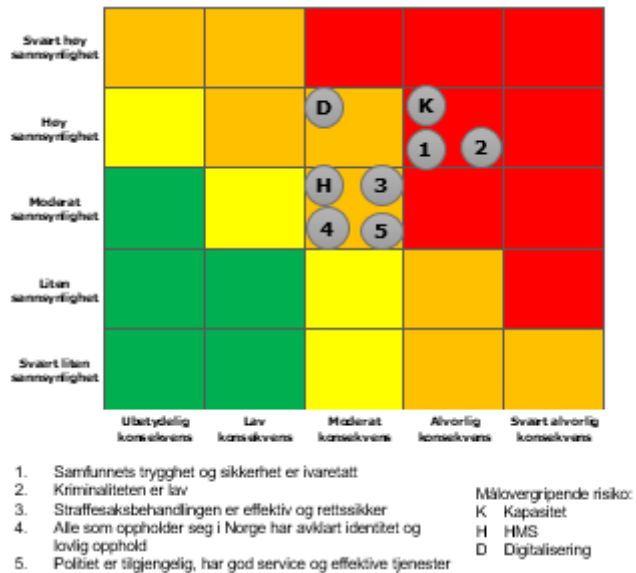 Svært høy
sannsynlighet
Høy
sannsynlighet
D
K
1
2
Moderat
sannsynlighet
H
3
4
5
Liten
sannsynlighet
Svært liten
sannsynlighet
Ubetydelig
konsekvens
Lav
konsekvens
Moderat
konsekvens
Alvorlig
konsekvens
Svært alvorlig
konsekvens
1. Samfunnets trygghet og sikkerhet er ivaretatt
2. Kriminaliteten er lav
3. Straffesaksbehandlingen er effektiv og rettssikker
4. Alle som oppholder seg i Norge har avklart identitet og
lovlig opphold
5. Politiet er tilgjengelig, har god service og effektive tjenester
Målovergripende risiko:
K Kapasitet
H HMS
D Digitalisering